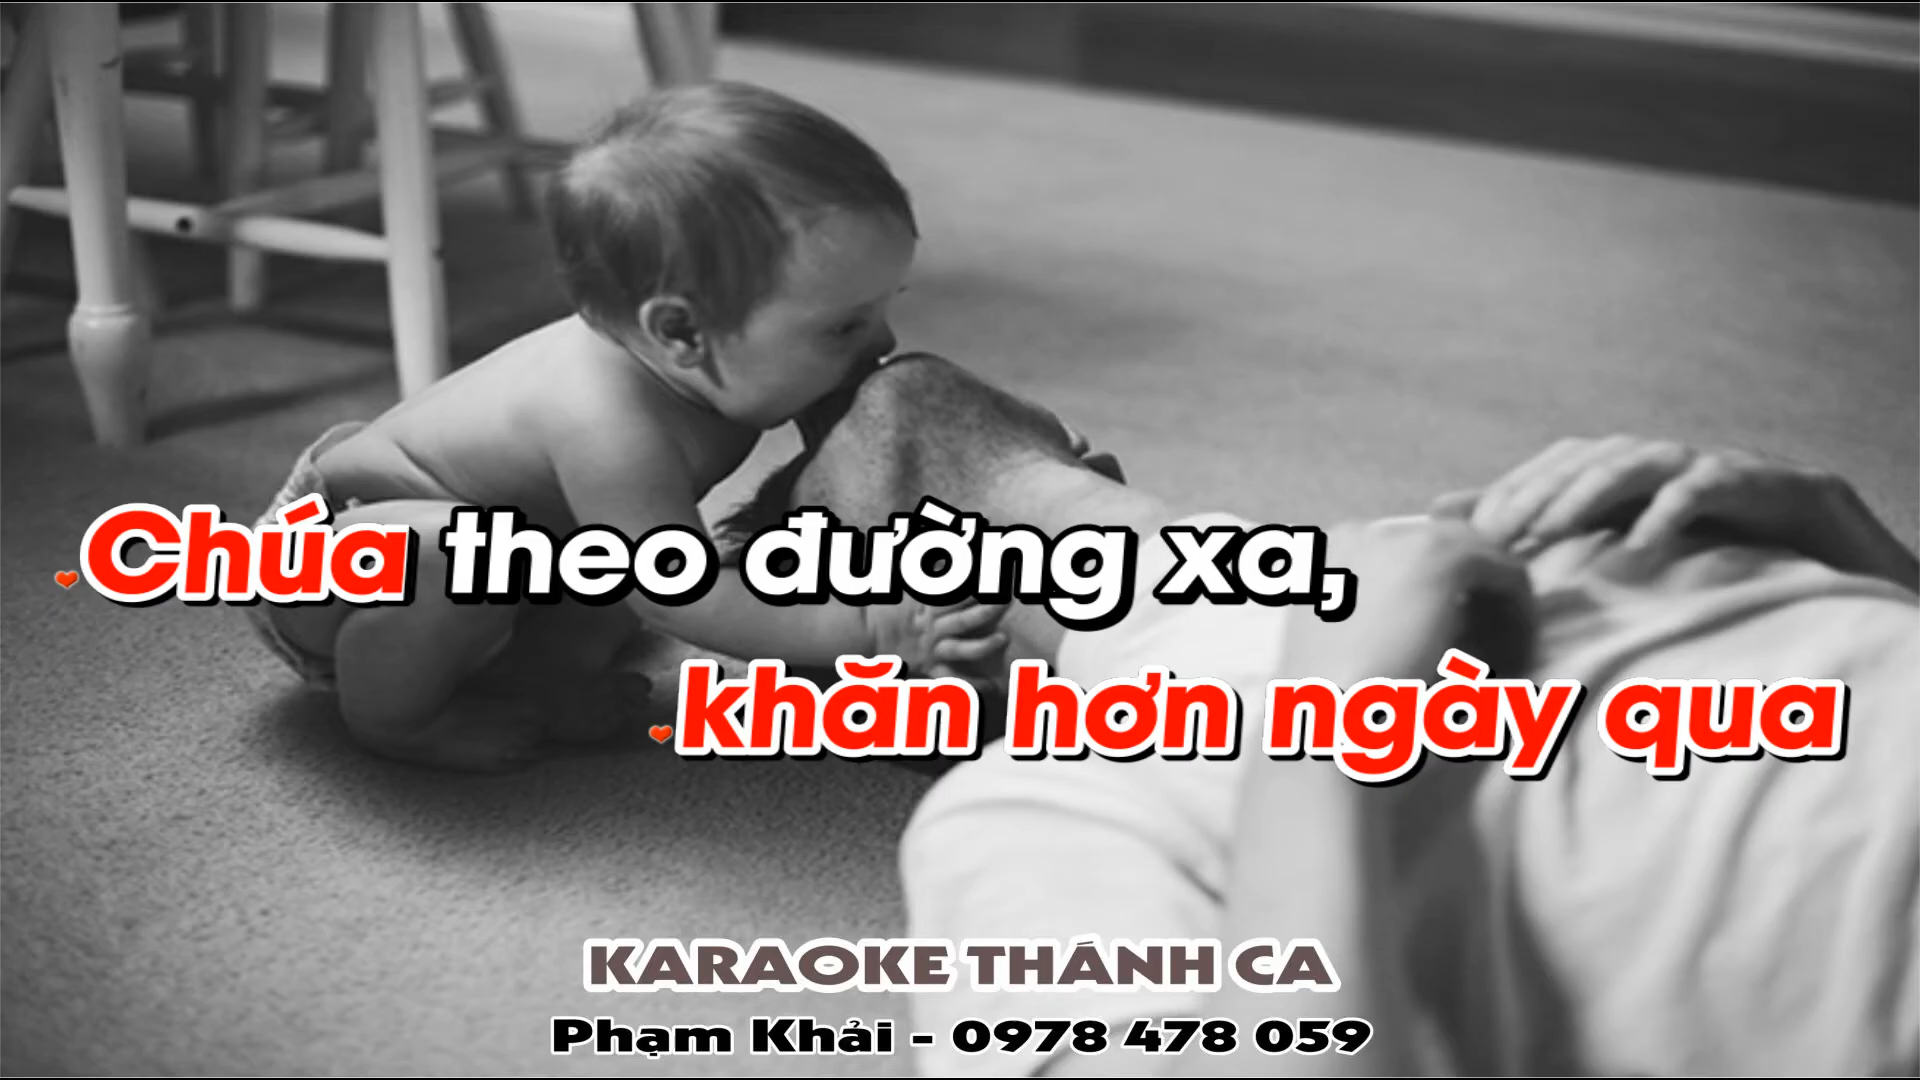 Chúa theo đường xa,
khăn hơn ngày qua
KARAOKE THÁNH CA
Phạm Khải - 0978 478 059